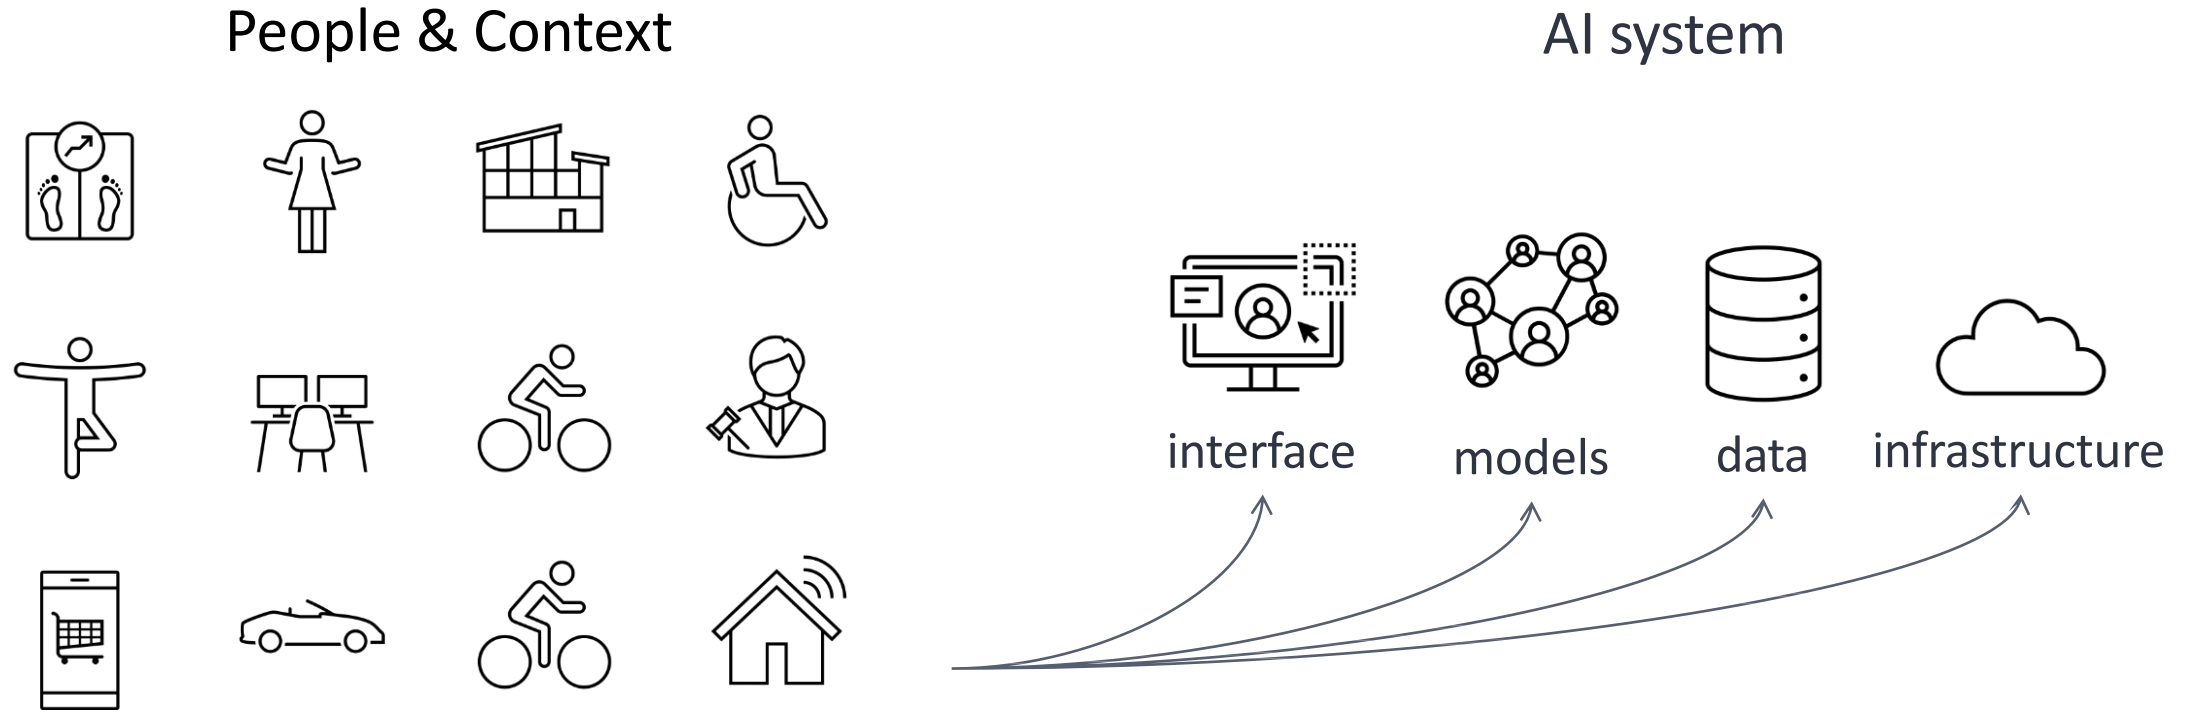 People & Context
AI system
interface
models
data
infrastructure